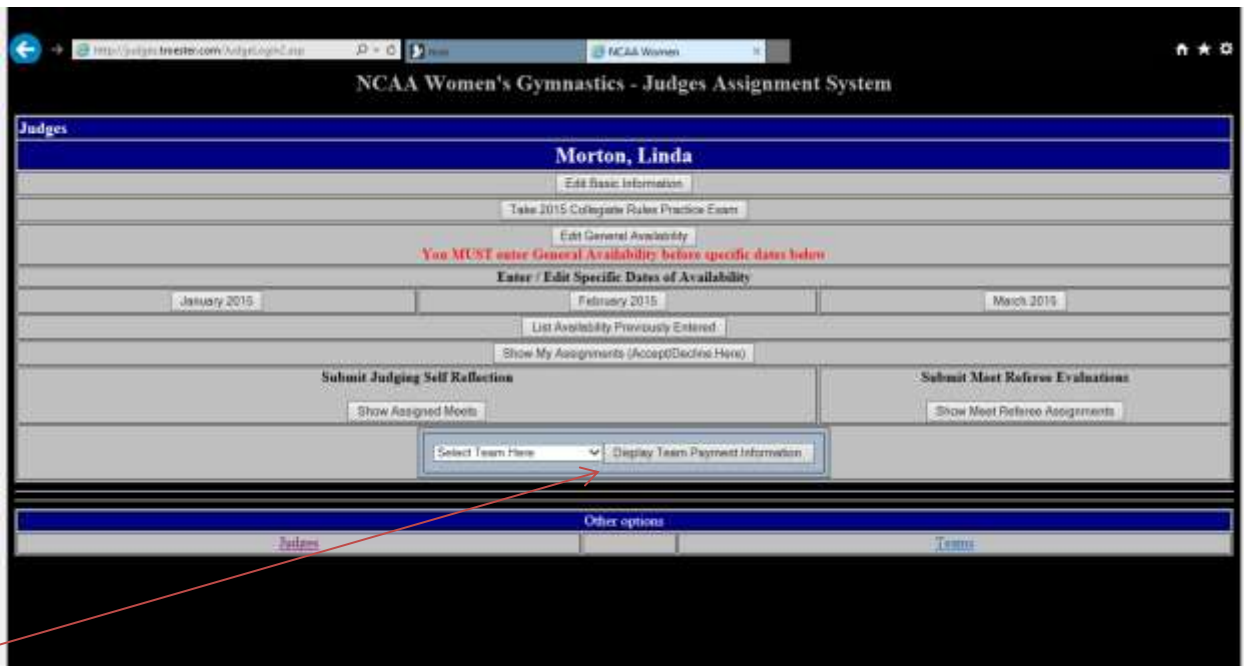 NCAA Women
NCAA Women's Gymnastics - Judges Assignment System
Judges
Morton, Linda
Edit Basic Information
Take 2015 Collegiate Rules Practice Exam
Edit General Availability
You MUST enter General Availability before specific dates below
Enter / Edit Specific Dates of Availability
January 2015 February 2015 March 2015
List Availability Previously Entered
Show My Assignments (Accept/Decline Here)
Submit Judging Self Reflection Submit Meet Referee Evaluations
Show Assigned Meets Show Meet Referee Assignments
Select Team Here Display Team Payment Information
Other options
Judges Teams